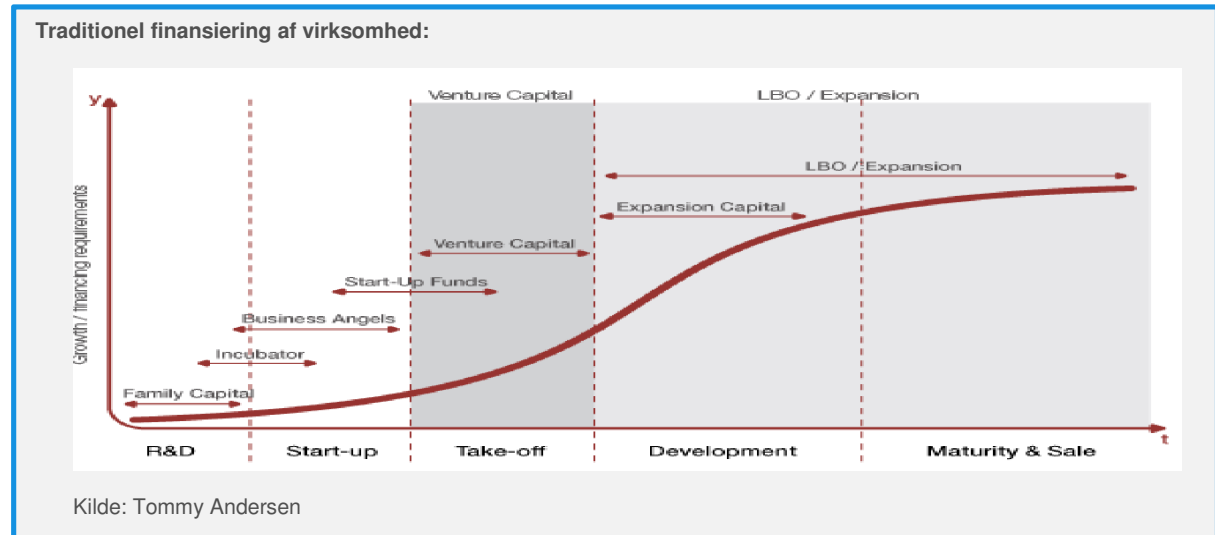 Traditionel finansiering af virksomhed:
y
Venture Capital
LBO / Expansion
LBO / Expansion
Expansion Capital
Venture Capital
Start-Up Funds
Business Angels
Incubator
Family Capital
Growth / financing requirements
t
R&D
Start-up
Take-off
Development
Maturity & Sale
Kilde: Tommy Andersen